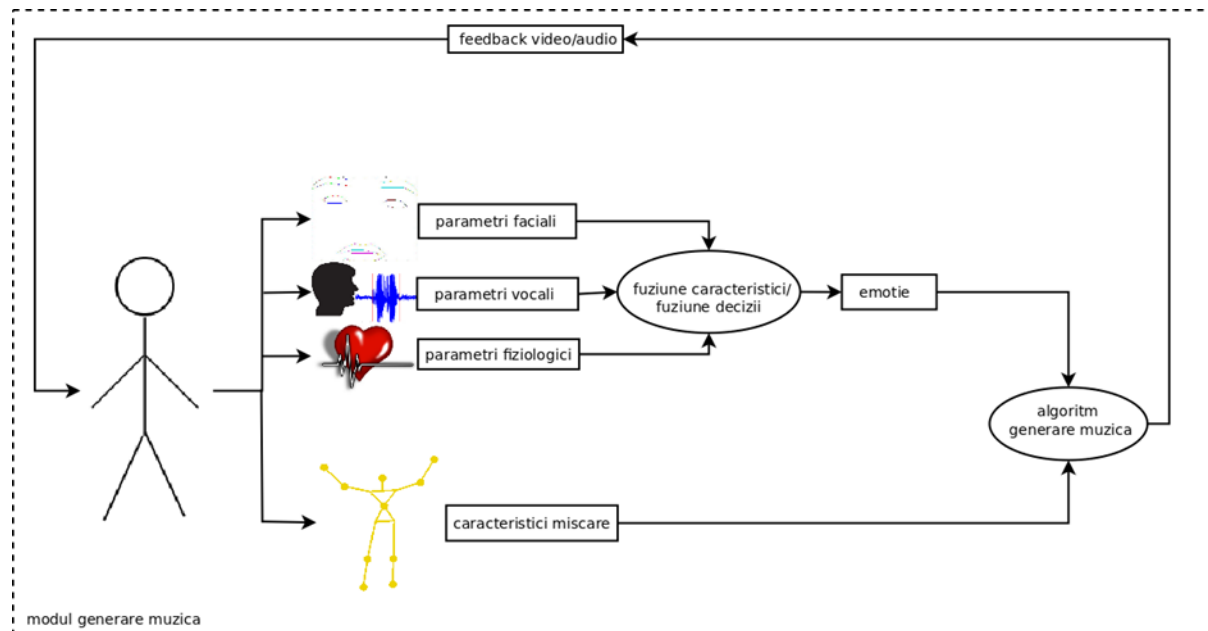 feedback video/audio
parametri faciali
parametri vocali
fuziune caracteristici/
fuziune decizii
emotie
parametri fiziologici
algoritm
generare muzica
caracteristici miscare
modul generare muzica